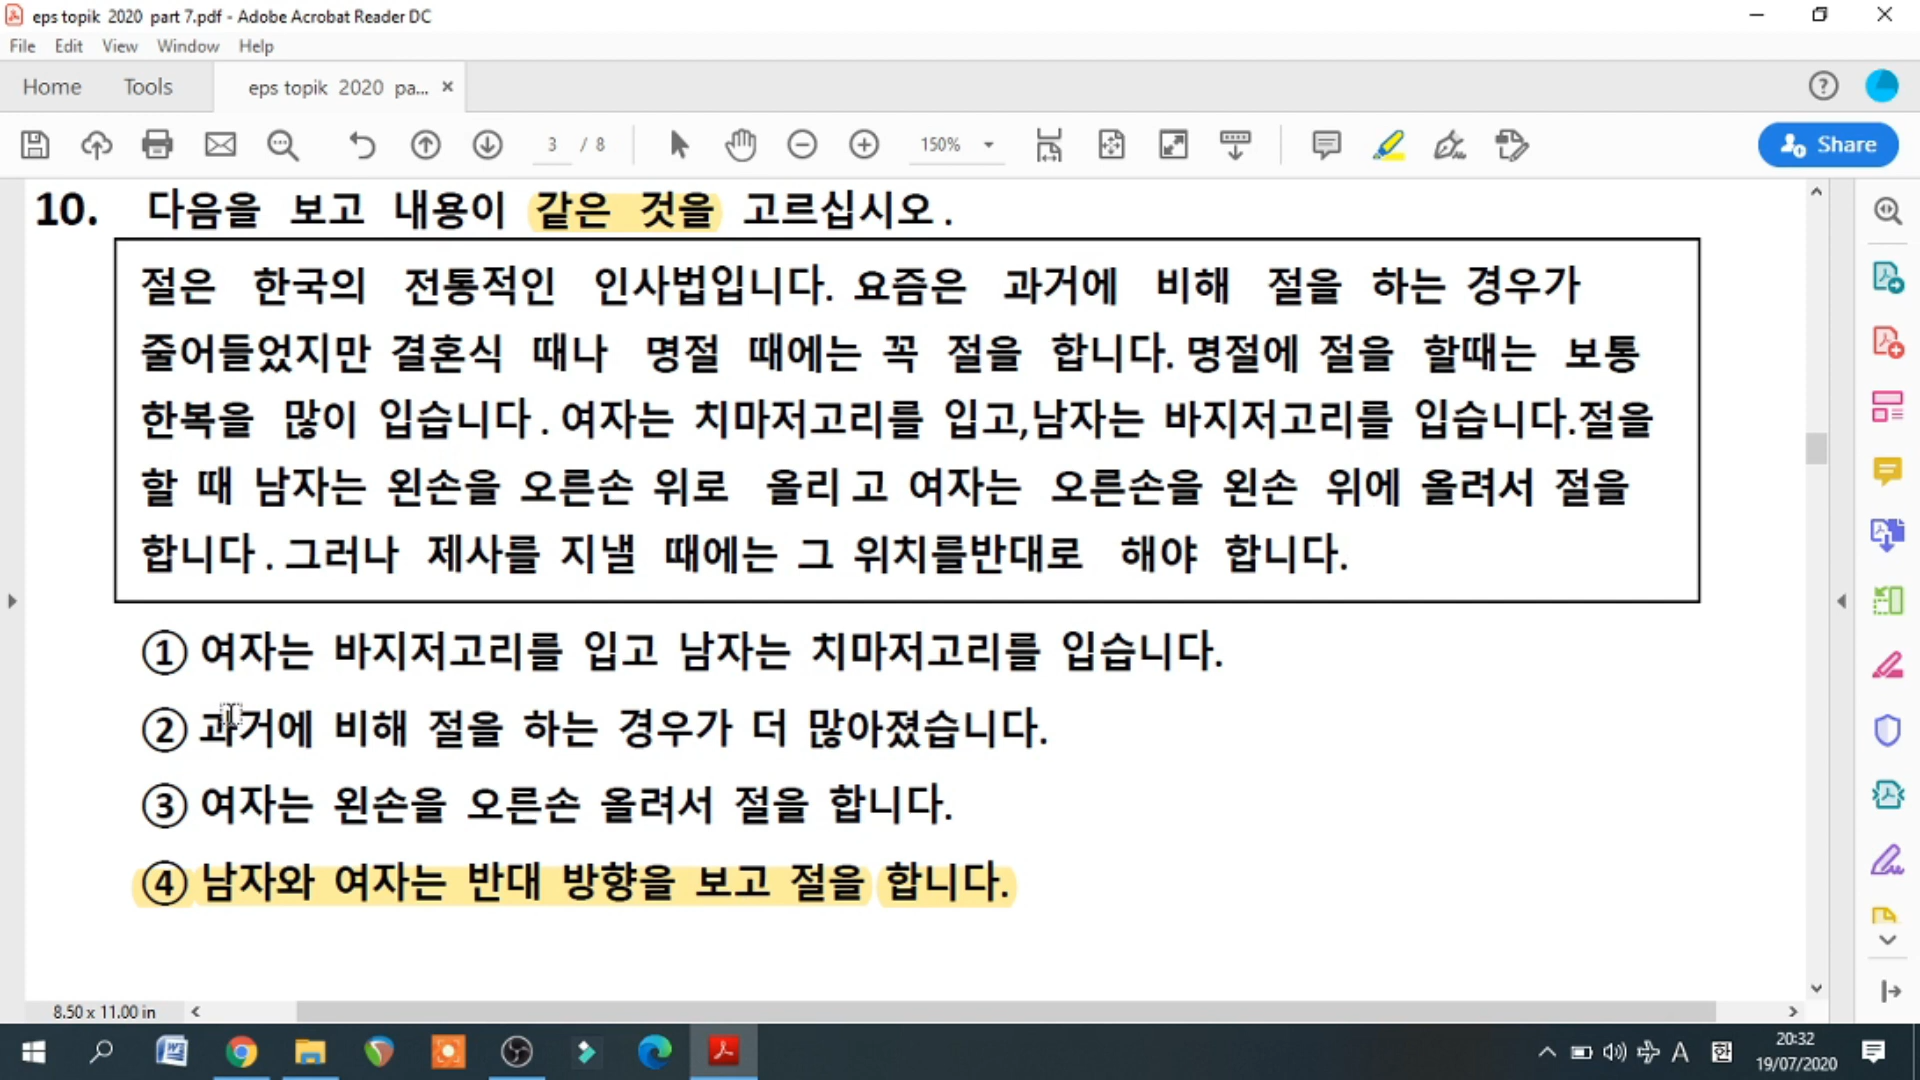 eps topik 2020 part 7.pdf - Adobe Acrobat Reader DC
File Edit View Window Help
Home Tools eps topik 2020 pa... ×
3 / 8 150% Share
10. 다음을 보고 내용이 같은 것을 고르십시오.
절은 한국의 전통적인 인사법입니다. 요즘은 과거에 비해 절을 하는 경우가
줄어들었지만 결혼식 때나 명절 때에는 꼭 절을 합니다. 명절에 절을 할때는 보통
한복을 많이 입습니다. 여자는 치마저고리를 입고,남자는 바지저고리를 입습니다.절을
할 때 남자는 왼손을 오른손 위로 올리 고 여자는 오른손을 왼손 위에 올려서 절을
합니다. 그러나 제사를 지낼 때에는 그 위치를반대로 해야 합니다.
① 여자는 바지저고리를 입고 남자는 치마저고리를 입습니다.
② 과거에 비해 절을 하는 경우가 더 많아졌습니다.
③ 여자는 왼손을 오른손 올려서 절을 합니다.
④ 남자와 여자는 반대 방향을 보고 절을 합니다.
8.50 x 11.00 in
A 한 20:32
19/07/2020